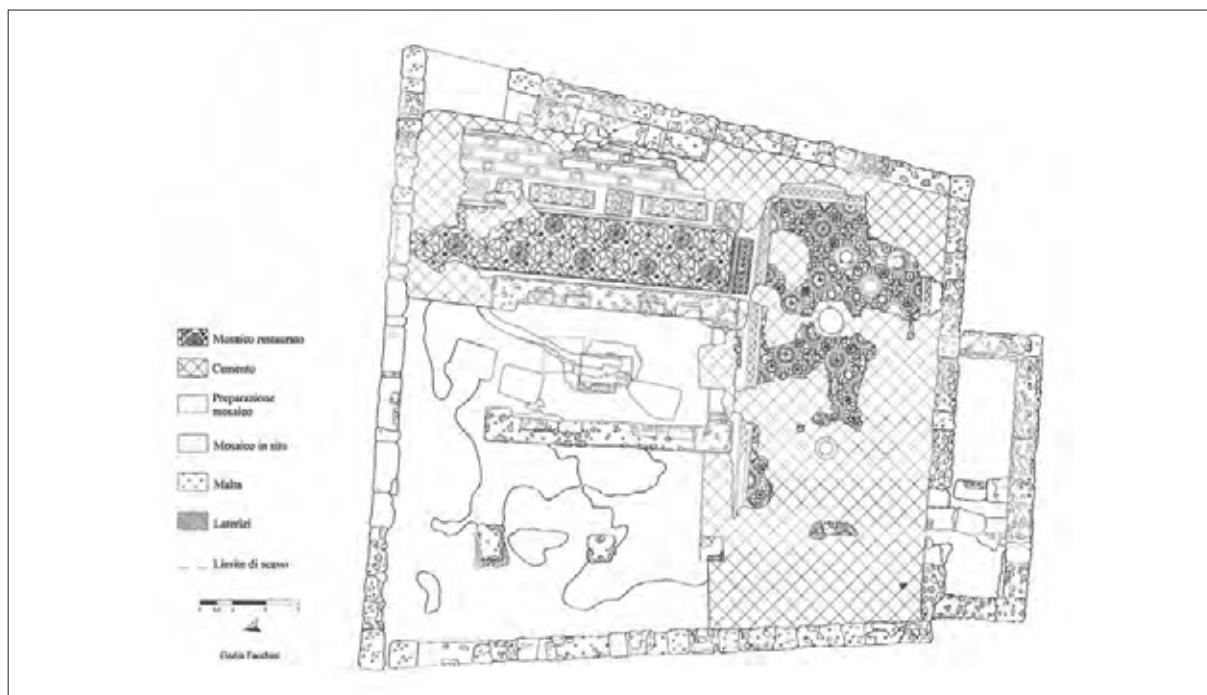 Mosaico restaurato
Cemento
Preparazione
mosaico
Mosaico in situ
Malta
Laterizi
Limite di scavo
Giulia Facchini